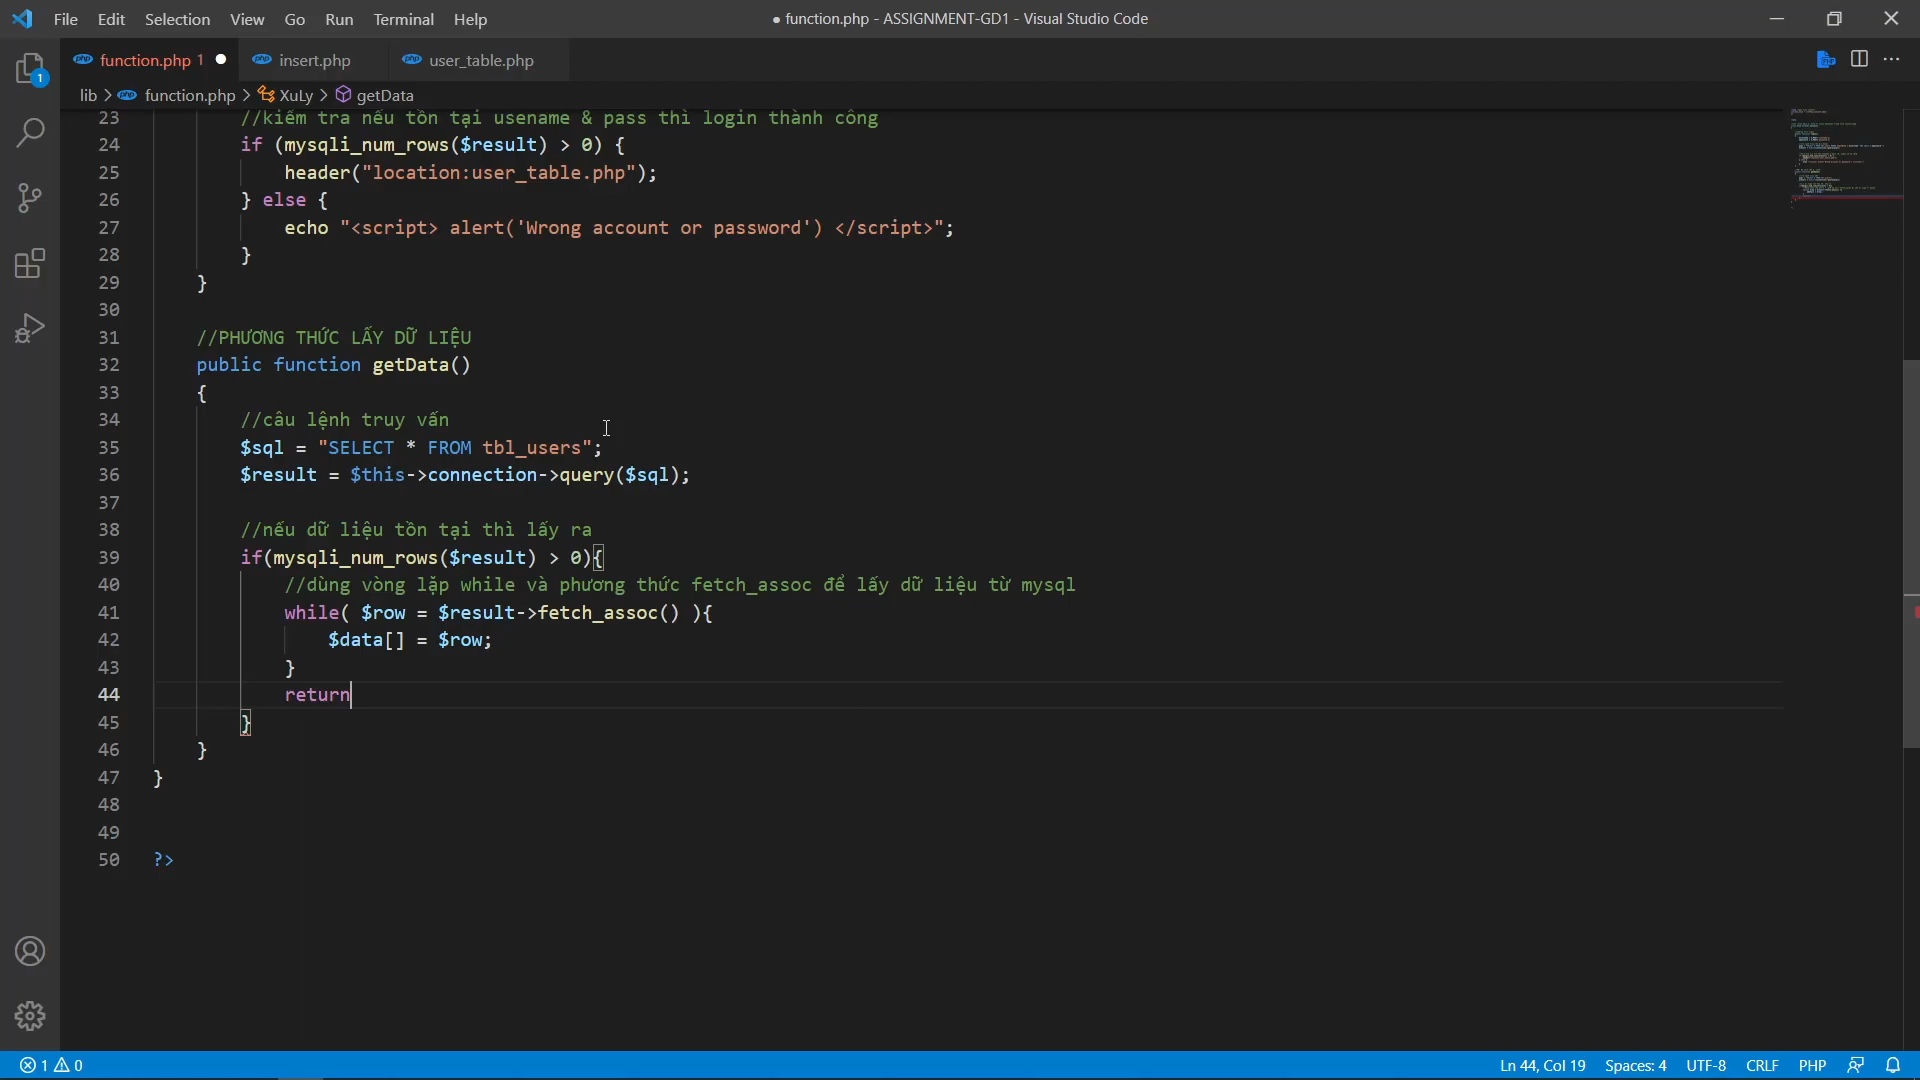 File Edit Selection View Go Run Terminal Help
● function.php - ASSIGNMENT-GD1 - Visual Studio Code
function.php 1 insert.php user_table.php
lib > function.php > XuLy > getData
23 //kiểm tra nếu tồn tại usename & pass thì login thành công
24 if (mysqli_num_rows($result) > 0) {
25 header("location:user_table.php");
26 } else {
27 echo "<script> alert('Wrong account or password') </script>";
28 }
29 }
30
31 //PHƯƠNG THỨC LẤY DỮ LIỆU
32 public function getData()
33 {
34 //câu lệnh truy vấn
35 $sql = "SELECT * FROM tbl_users";
36 $result = $this->connection->query($sql);
37
38 //nếu dữ liệu tồn tại thì lấy ra
39 if(mysqli_num_rows($result) > 0){
40 //dùng vòng lặp while và phương thức fetch_assoc để lấy dữ liệu từ mysql
41 while( $row = $result->fetch_assoc() ){
42 $data[] = $row;
43 }
44 return
45 }
46 }
47 }
48
49
50 ?>
1
1 0
Ln 44, Col 19 Spaces: 4 UTF-8 CRLF PHP